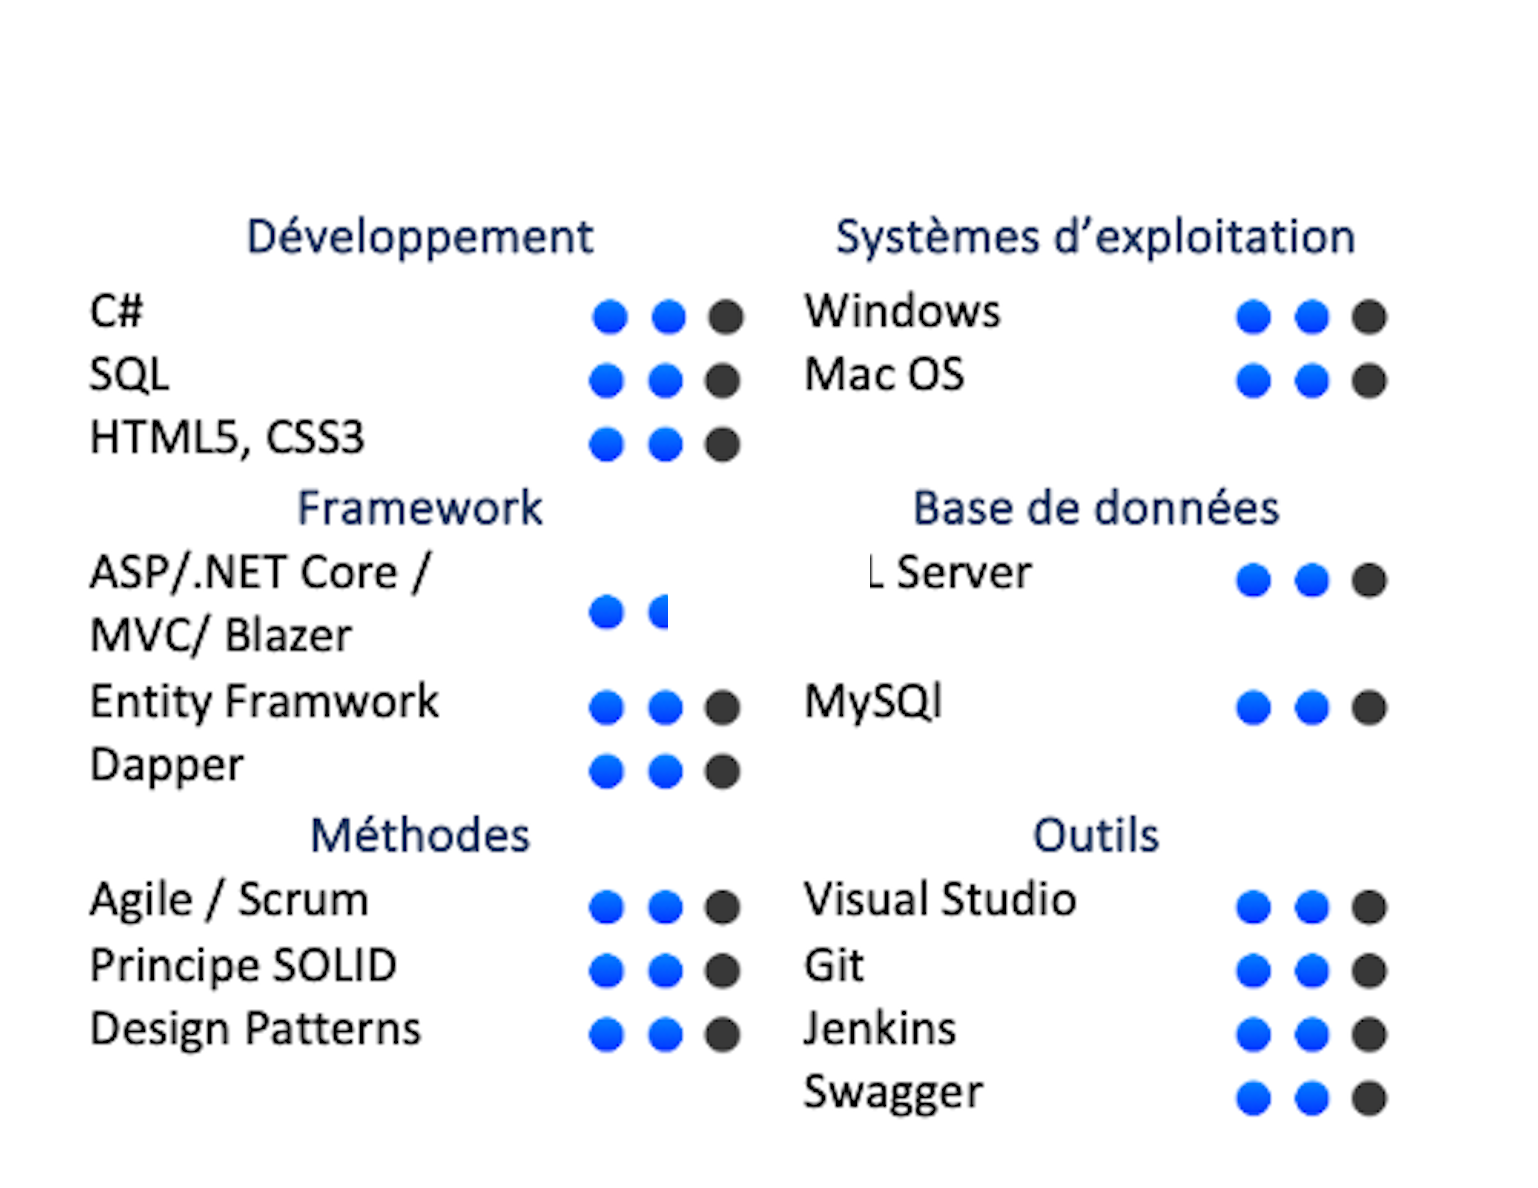 Développement
C#
SQL
HTML5, CSS3
Framework
ASP/.NET Core /
MVC/ Blazer
Entity Framwork
Dapper
Méthodes
Agile / Scrum
Principe SOLID
Design Patterns
Systèmes d’exploitation
Windows
Mac OS
Base de données
Server
MySQl
Outils
Visual Studio
Git
Jenkins
Swagger